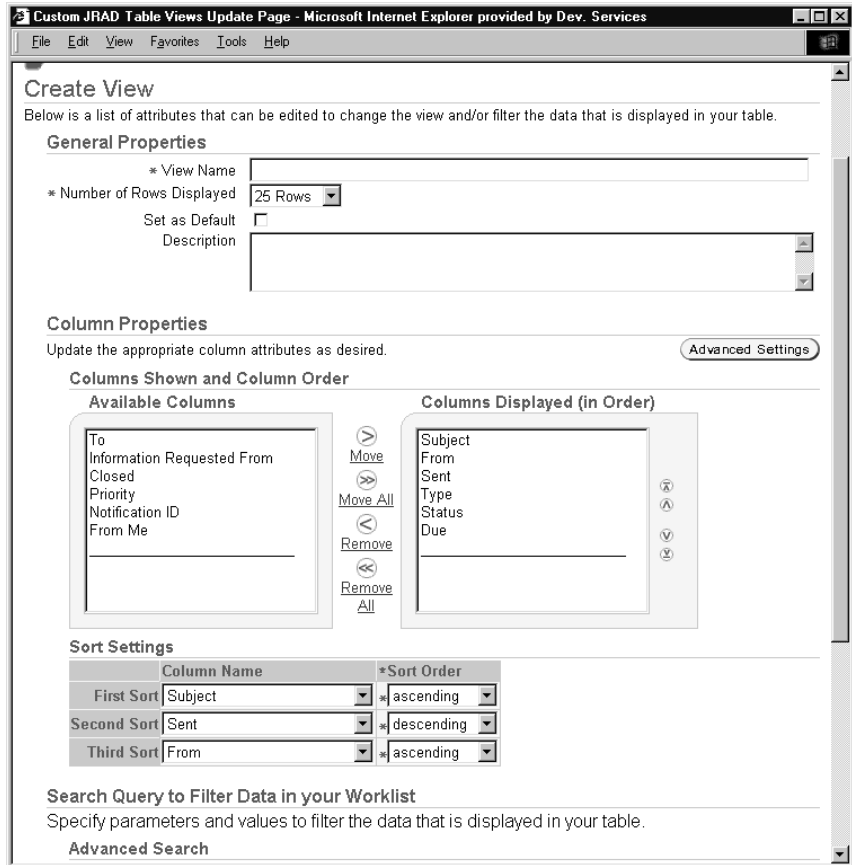 Custom JRAD Table Views Update Page - Microsoft Internet Explorer provided by Dev. Services
File Edit View Favorites Tools Help
Create View
Below is a list of attributes that can be edited to change the view and/or filter the data that is displayed in your table.
General Properties
* View Name
* Number of Rows Displayed 25 Rows
Set as Default
Description
Column Properties
Update the appropriate column attributes as desired. Advanced Settings
Columns Shown and Column Order
Available Columns Columns Displayed (in Order)
To
Information Requested From
Closed
Priority
Notification ID
From Me
Move
Move All
Remove
Remove
All
Subject
From
Sent
Type
Status
Due
Sort Settings
Column Name *Sort Order
First Sort Subject * ascending
Second Sort Sent * descending
Third Sort From * ascending
Search Query to Filter Data in your Worklist
Specify parameters and values to filter the data that is displayed in your table.
Advanced Search